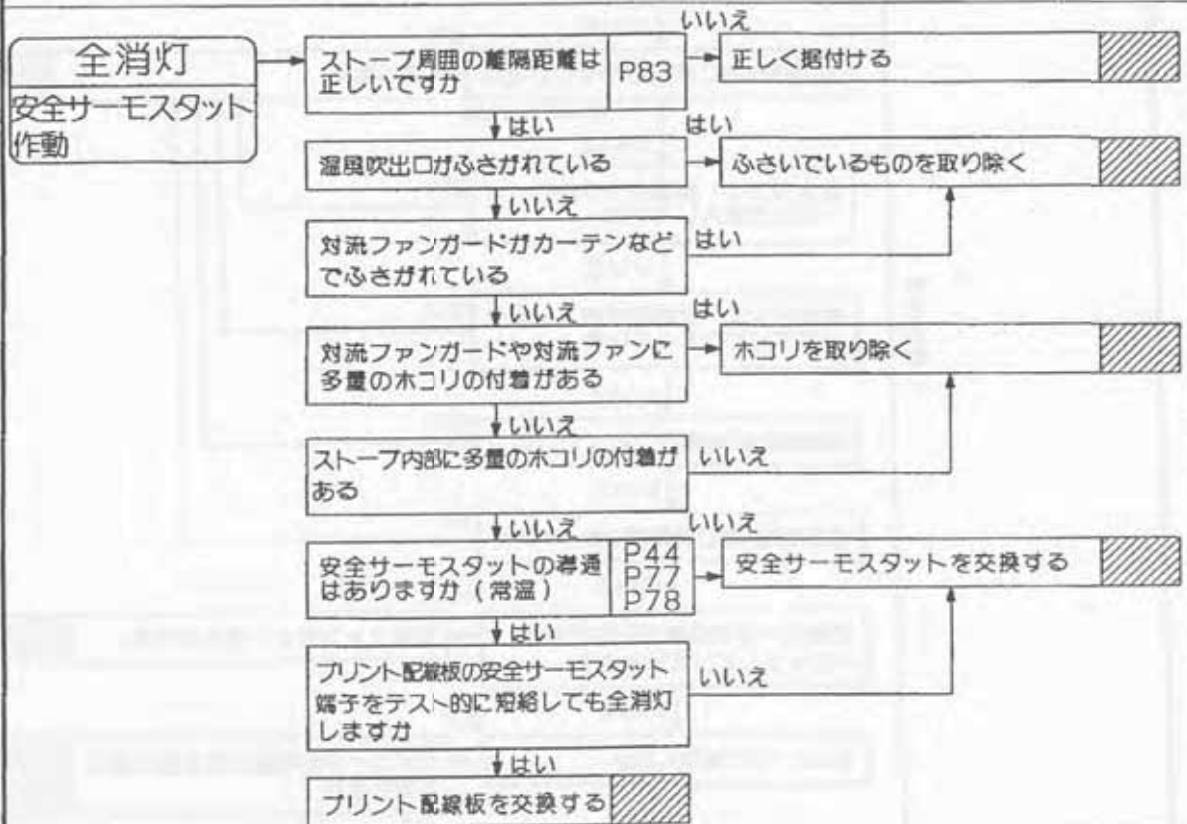 全消灯
安全サーモスタット
作動
ストーブ周囲の離隔距離は
正しいですか
P83
いいえ
正しく据付ける
はい
はい
温風吹出口がふさがれている
ふさいでいるものを取り除く
いいえ
対流ファンガードがカーテンなど
でふさがれている
はい
いいえ
はい
対流ファンガードや対流ファンに
多量のホコリの付着がある
ホコリを取り除く
いいえ
ストーブ内部に多量のホコリの付着が
ある
いいえ
いいえ
いいえ
安全サーモスタットの導通
はありますか（常温）
P44
P77
P78
安全サーモスタットを交換する
はい
プリント配線板の安全サーモスタット
端子をテスト的に短絡しても全消灯
しますか
いいえ
はい
プリント配線板を交換する